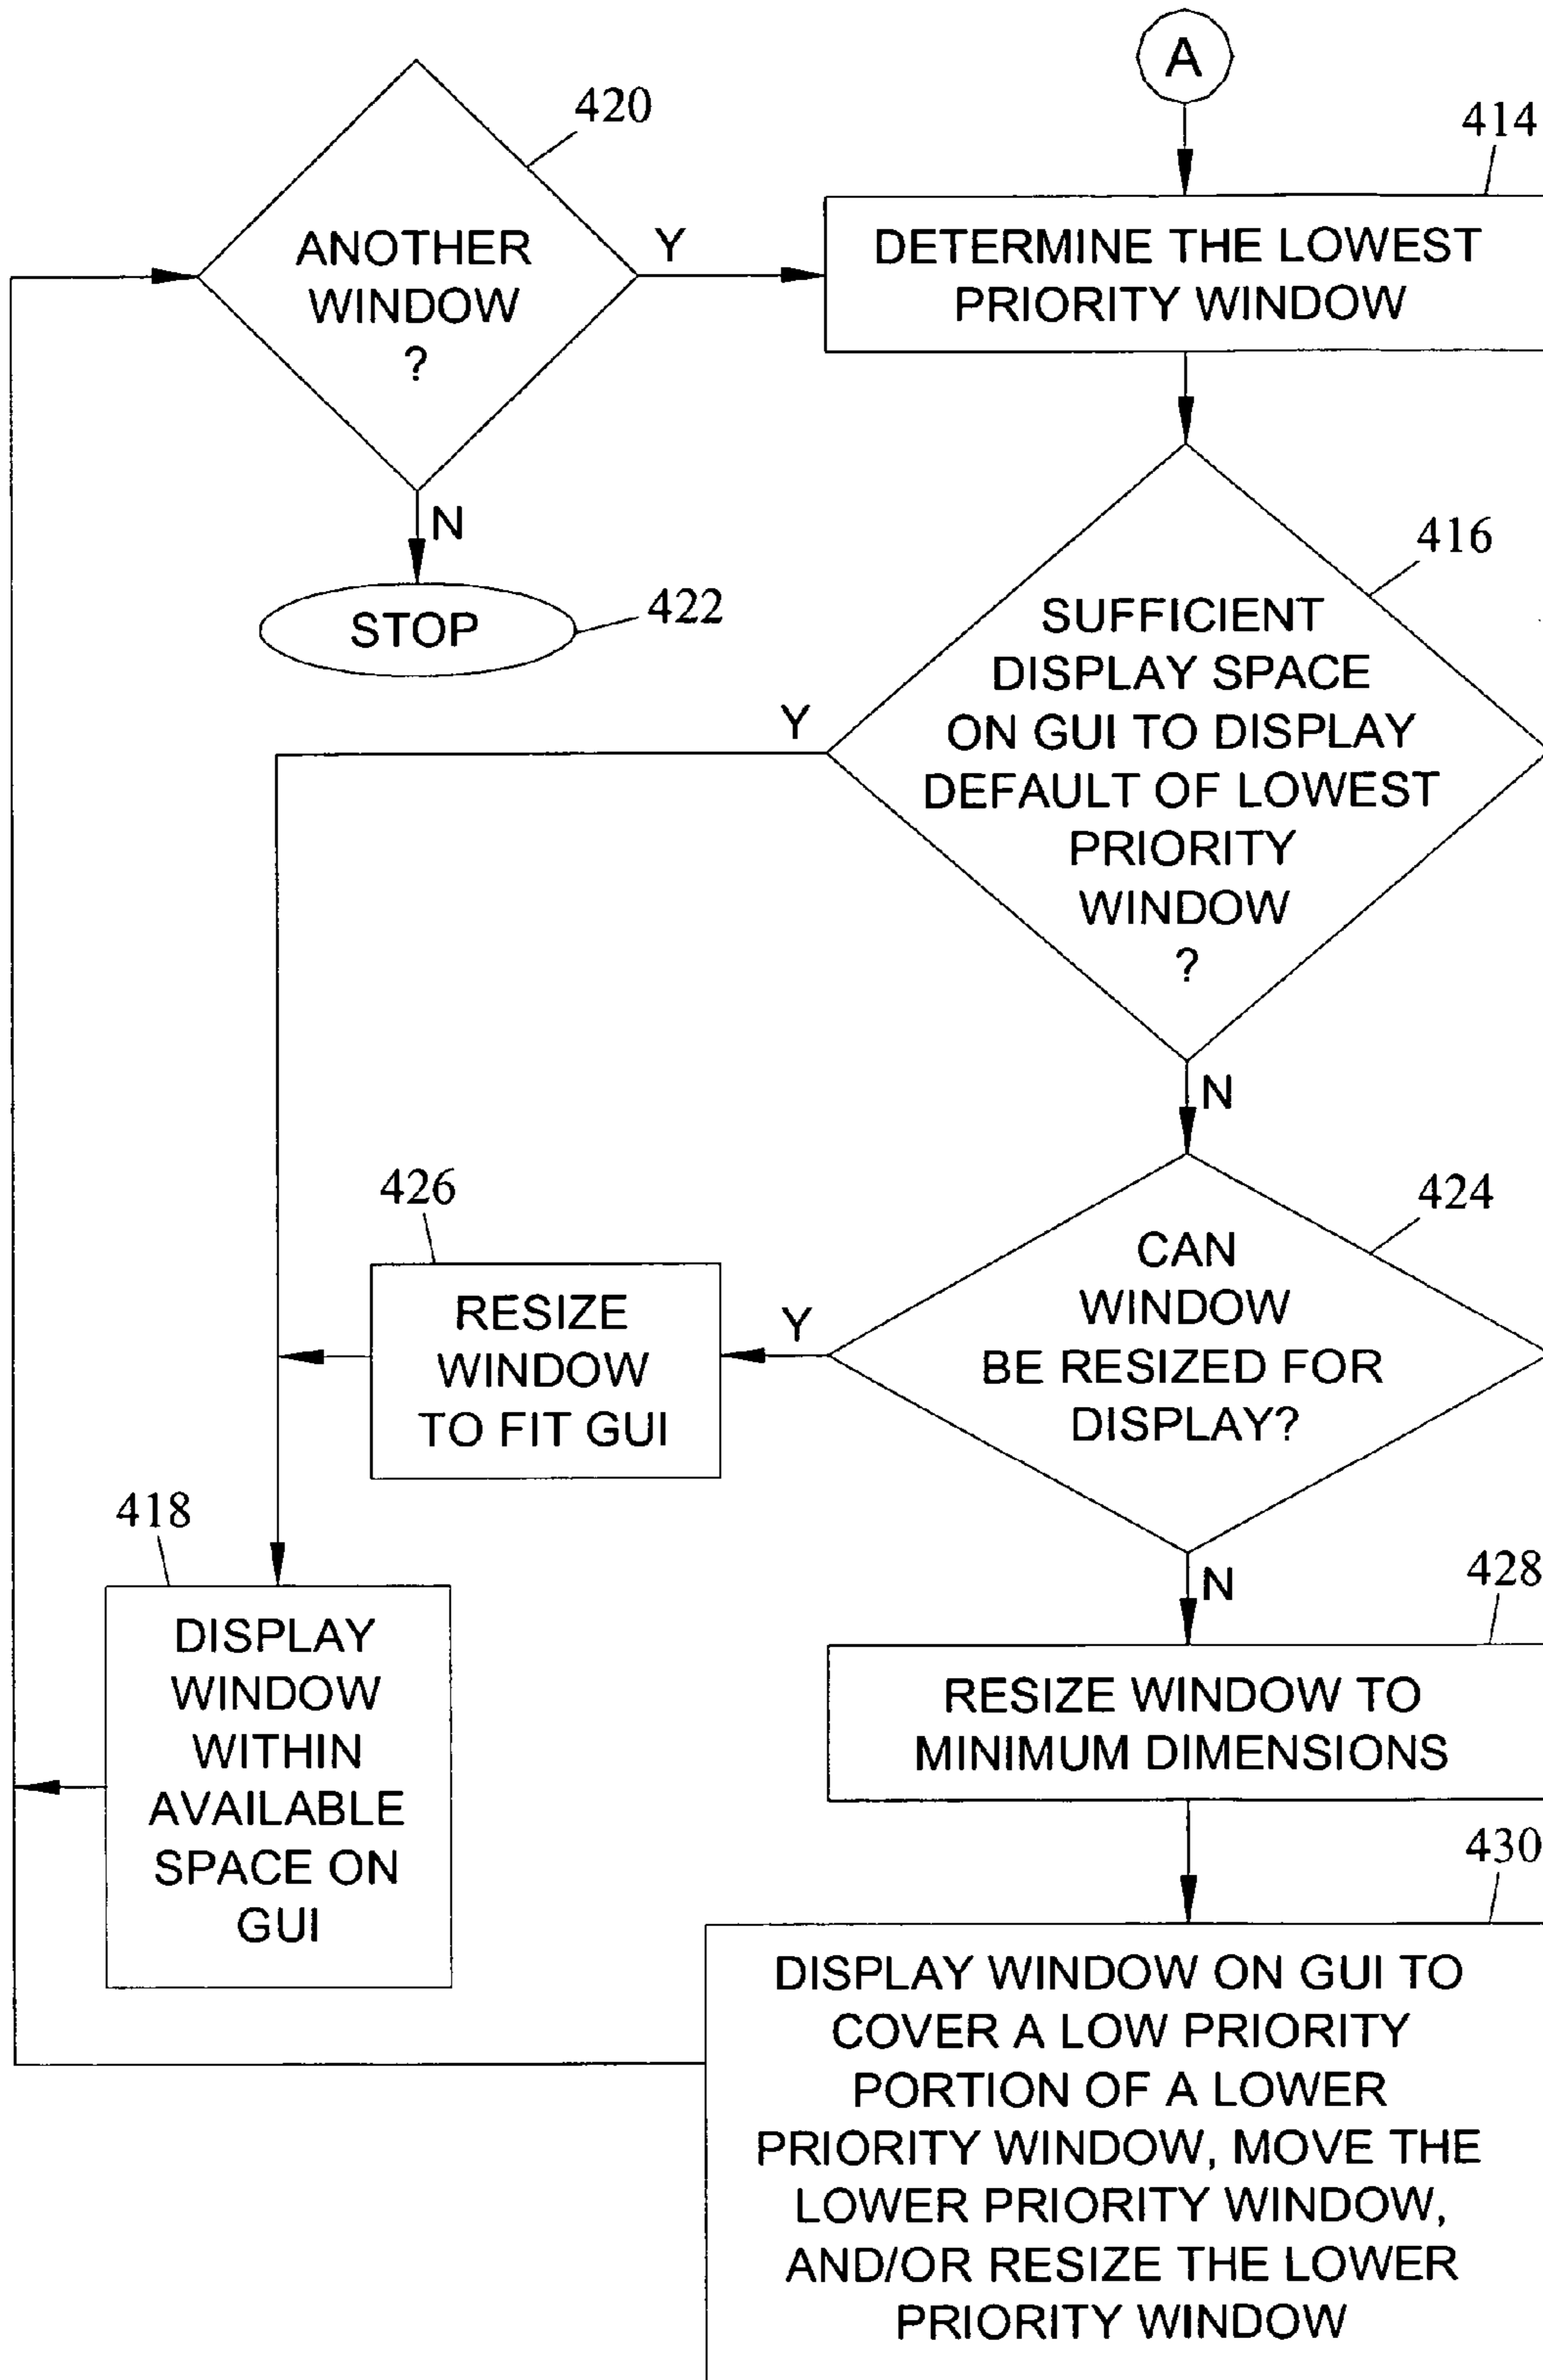 A
420
414
ANOTHER
WINDOW
?
Y
DETERMINE THE LOWEST
PRIORITY WINDOW
N
STOP
422
416
SUFFICIENT
DISPLAY SPACE
ON GUI TO DISPLAY
DEFAULT OF LOWEST
PRIORITY
WINDOW
?
Y
N
426
424
CAN
WINDOW
BE RESIZED FOR
DISPLAY?
Y
RESIZE
WINDOW
TO FIT GUI
N
418
428
DISPLAY
WINDOW
WITHIN
AVAILABLE
SPACE ON
GUI
RESIZE WINDOW TO
MINIMUM DIMENSIONS
430
DISPLAY WINDOW ON GUI TO
COVER A LOW PRIORITY
PORTION OF A LOWER
PRIORITY WINDOW, MOVE THE
LOWER PRIORITY WINDOW,
AND/OR RESIZE THE LOWER
PRIORITY WINDOW